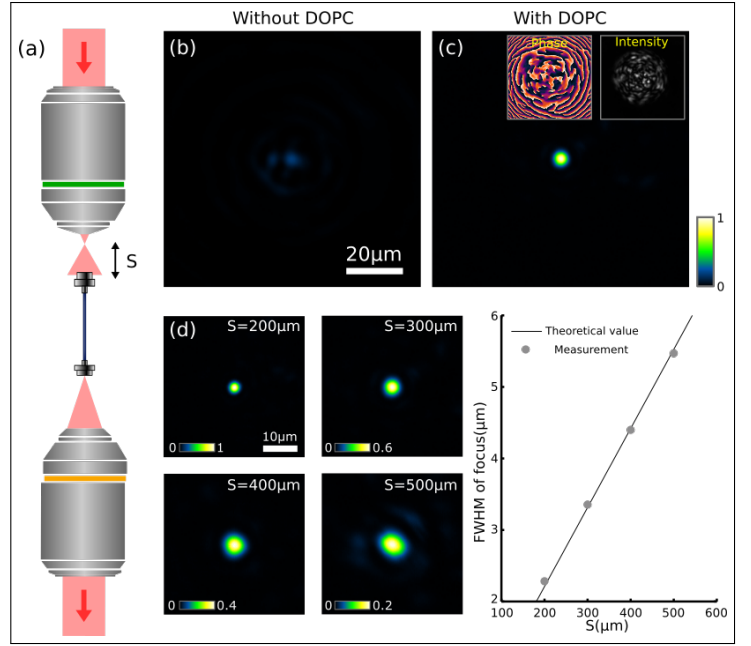 Without DOPC
With DOPC
(a)
(b)
(c)
Phase
Intensity
S
20μm
1
0
(d)
S=200μm
0
1
10μm
S=300μm
0
0.6
S=400μm
0
0.4
S=500μm
0
0.2
6
5
4
3
2
FWHM of focus(μm)
Theoretical value
Measurement
100 200 300 400 500 600
S(μm)